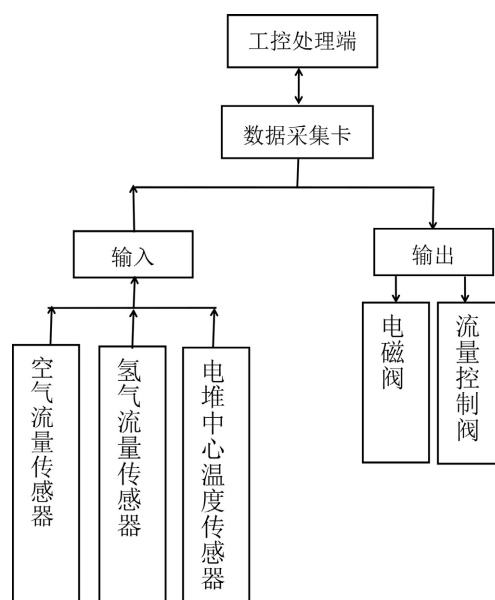 工控处理端
数据采集卡
输入
输出
电磁阀
流量控制阀
空气流量传感器
氢气流量传感器
电堆中心温度传感器